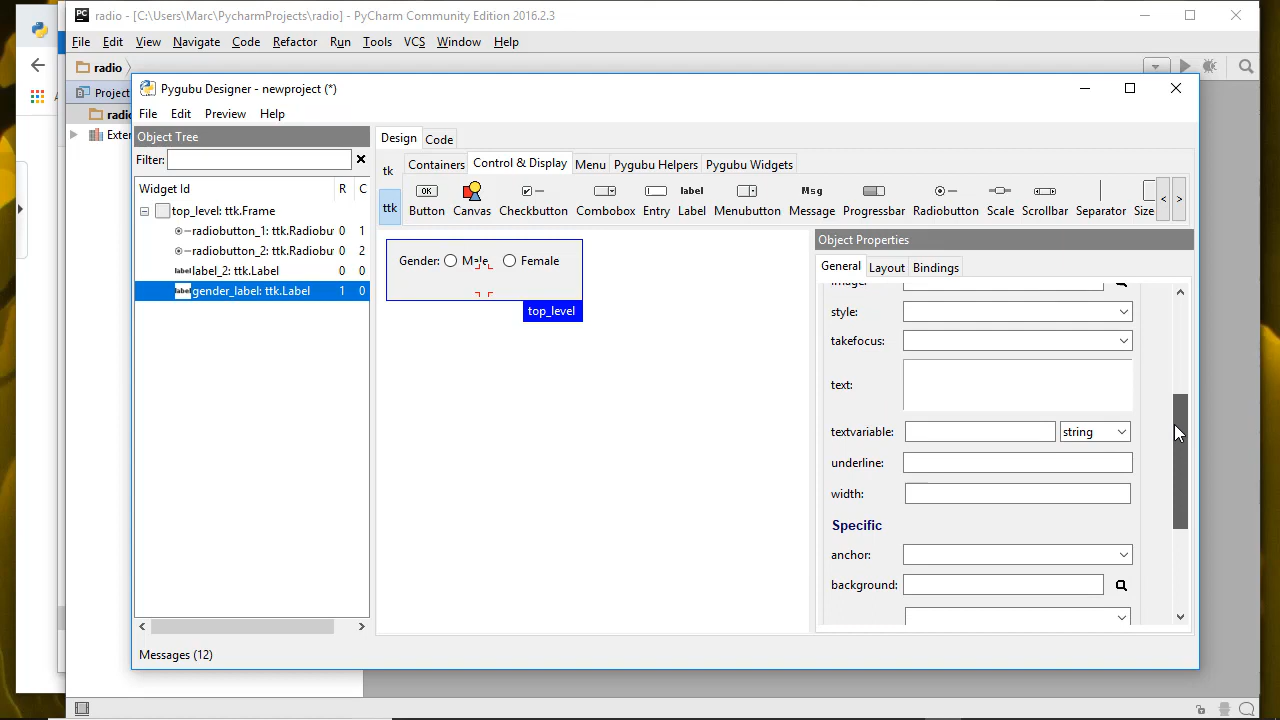 radio - [C:\Users\Marc\PycharmProjects\radio] - PyCharm Community Edition 2016.2.3
File Edit View Navigate Code Refactor Run Tools VCS Window Help
radio
Project
Pygubu Designer - newproject (*)
radio
File Edit Preview Help
Exter
Object Tree
Design Code
Filter:
Containers Control & Display Menu Pygubu Helpers Pygubu Widgets
tk
ttk
Widget Id R C
OK
label
Msg
Button Canvas Checkbutton Combobox Entry Label Menubutton Message Progressbar Radiobutton Scale Scrollbar Separator Size
top_level: ttk.Frame
radiobutton_1: ttk.Radiobu 0 1
radiobutton_2: ttk.Radiobu 0 2
label label_2: ttk.Label 0 0
label gender_label: ttk.Label 1 0
Gender: Male Female
top_level
Object Properties
General Layout Bindings
image:
style:
takefocus:
text:
textvariable: string
underline:
width:
Specific
anchor:
background:
Messages (12)